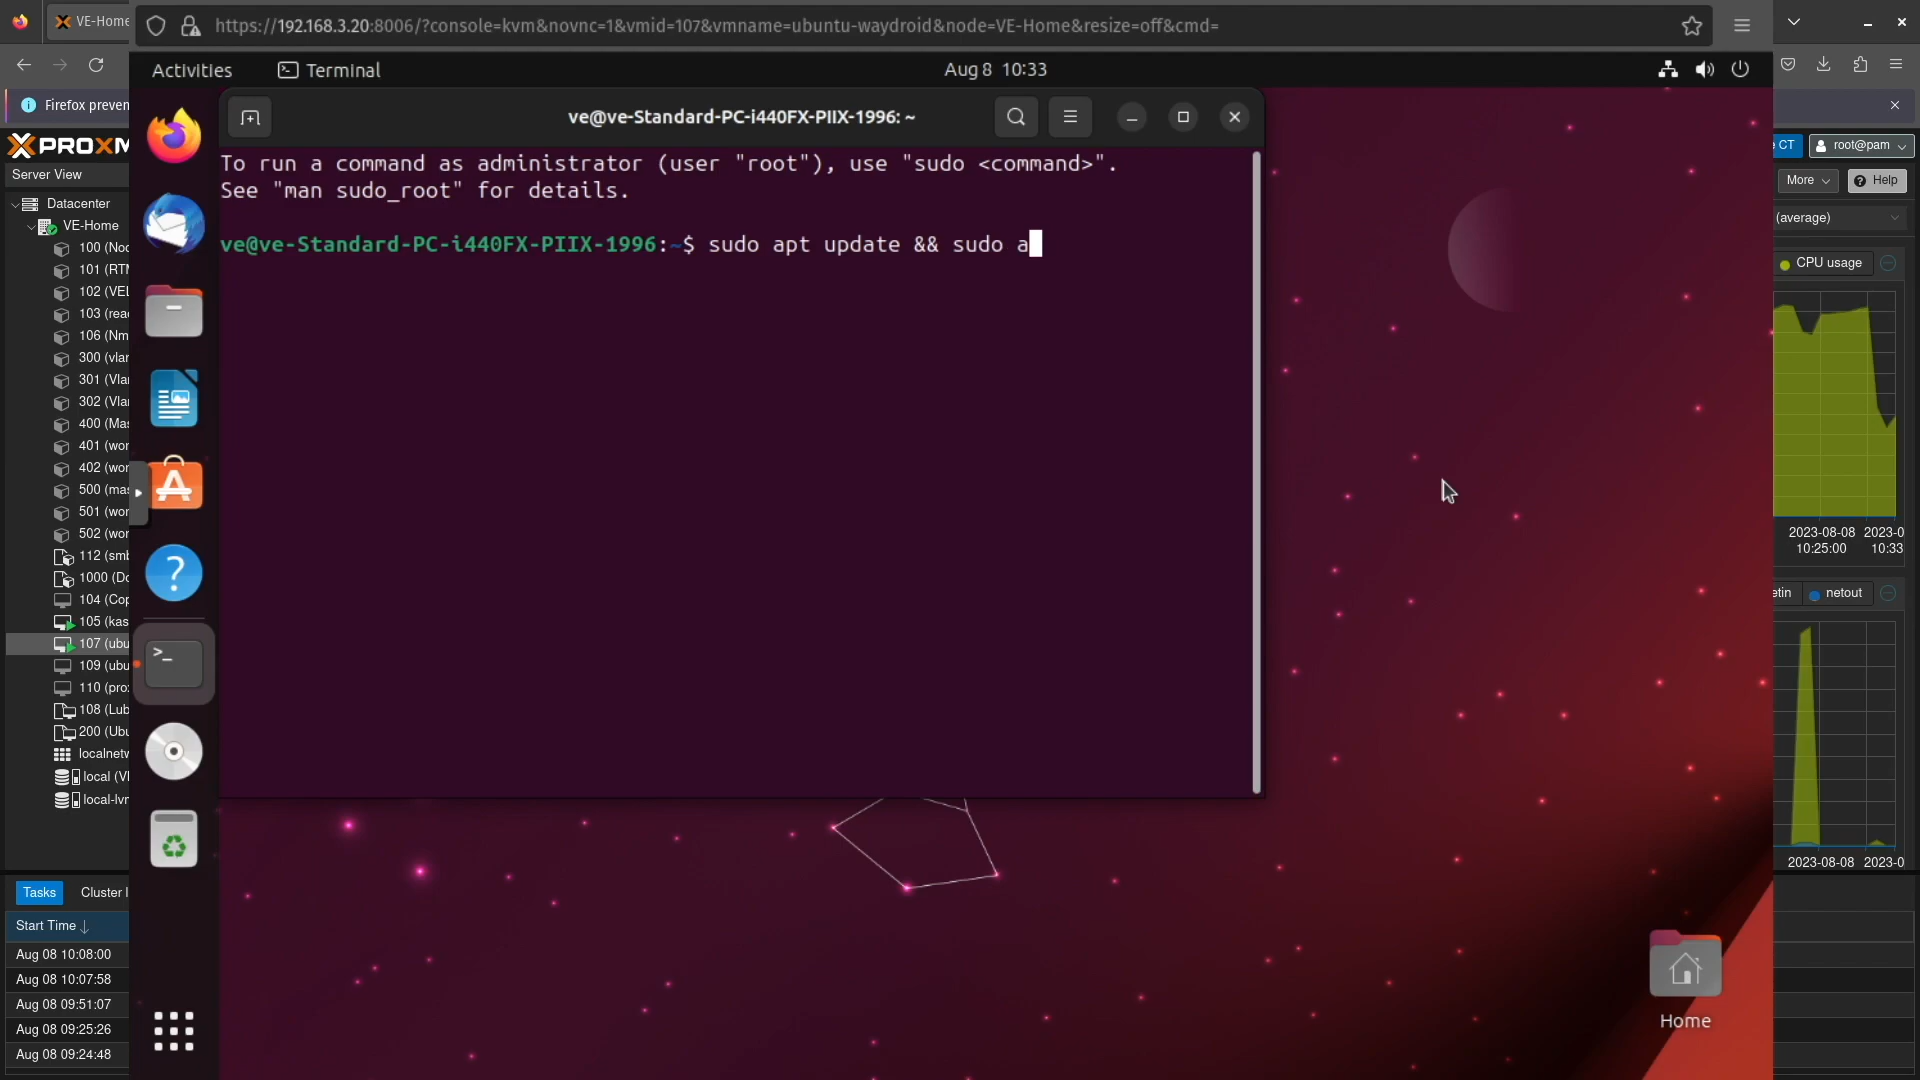 VE-Home
https://192.168.3.20:8006/?console=kvm&novnc=1&vmid=107&vmname=ubuntu-waydroid&node=VE-Home&resize=off&cmd=
Firefox preven
Activities
Terminal
Aug 8 10:33
ve@ve-Standard-PC-i440FX-PIIX-1996: ~
To run a command as administrator (user "root"), use "sudo <command>".
See "man sudo_root" for details.
ve@ve-Standard-PC-i440FX-PIIX-1996:~$ sudo apt update && sudo a
Home
PROXM
Server View
Datacenter
VE-Home
100 (Noc
101 (RTM
102 (VEL
103 (rea
106 (Nm
300 (vlar
301 (Vlar
302 (Vlar
400 (Mas
401 (wor
402 (wor
500 (mas
501 (wor
502 (wor
112 (smb
1000 (Do
104 (Cop
105 (kas
107 (ubu
109 (ubu
110 (prox
108 (Lub
200 (Ubu
localnetw
local (VE
local-lvm
Tasks
Cluster l
Start Time
Aug 08 10:08:00
Aug 08 10:07:58
Aug 08 09:51:07
Aug 08 09:25:26
Aug 08 09:24:48
CT
root@pam
More
Help
(average)
CPU usage
2023-08-08
10:25:00
2023-0
10:33
etin
netout
2023-08-08
2023-0